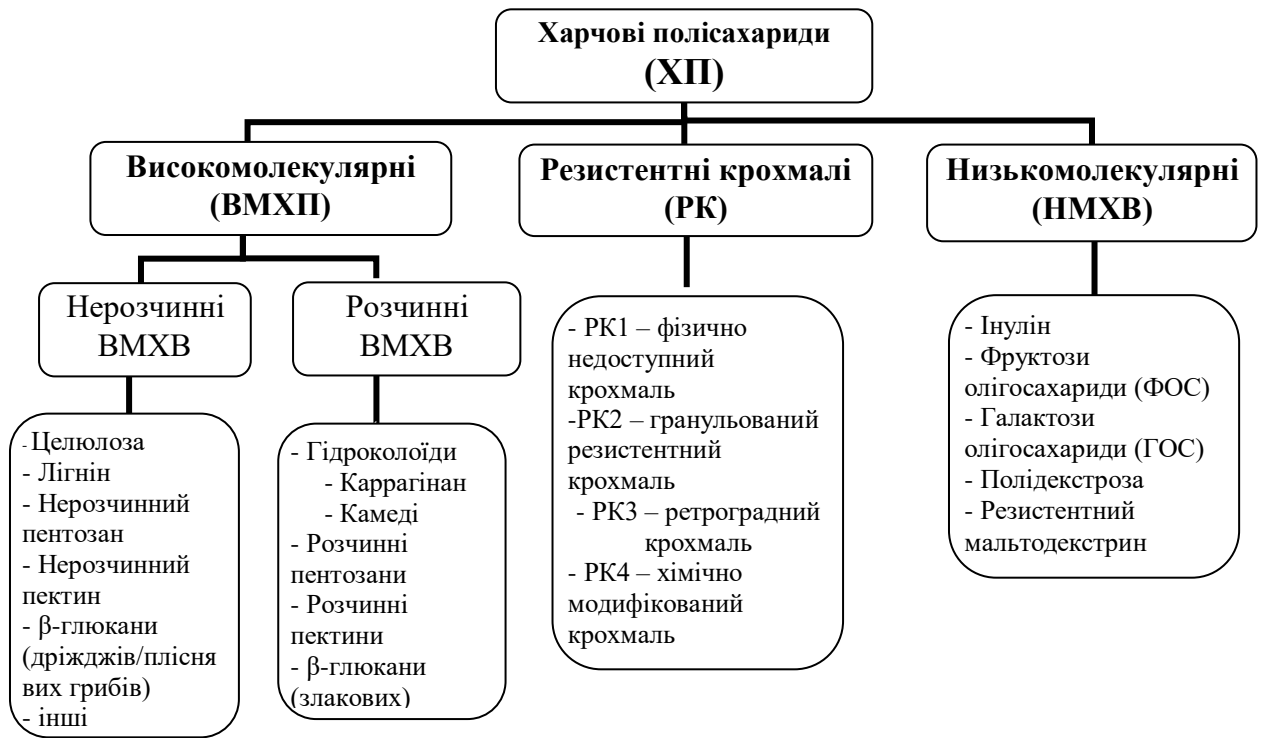 Харчові полісахариди
(ХП)
Високомолекулярні
(ВМХП)
Резистентні крохмалі
(РК)
Низькомолекулярні
(НМХВ)
Нерозчинні
ВМХВ
Розчинні
ВМХВ
- Целюлоза
- Лігнін
- Нерозчинний
пентозан
- Нерозчинний
пектин
- β-глюкани
(дріжджів/плісня
вих грибів)
- інші
- Гідроколоїди
- Каррагінан
- Камеді
- Розчинні
пентозани
- Розчинні
пектини
- β-глюкани
(злакових)
- РК1 – фізично
недоступний
крохмаль
-РК2 – гранульований
резистентний
крохмаль
- РК3 – ретроградний
крохмаль
- РК4 – хімічно
модифікований
крохмаль
- Інулін
- Фруктози
олігосахариди (ФОС)
- Галактози
олігосахариди (ГОС)
- Полідекстроза
- Резистентний
мальтодекстрин